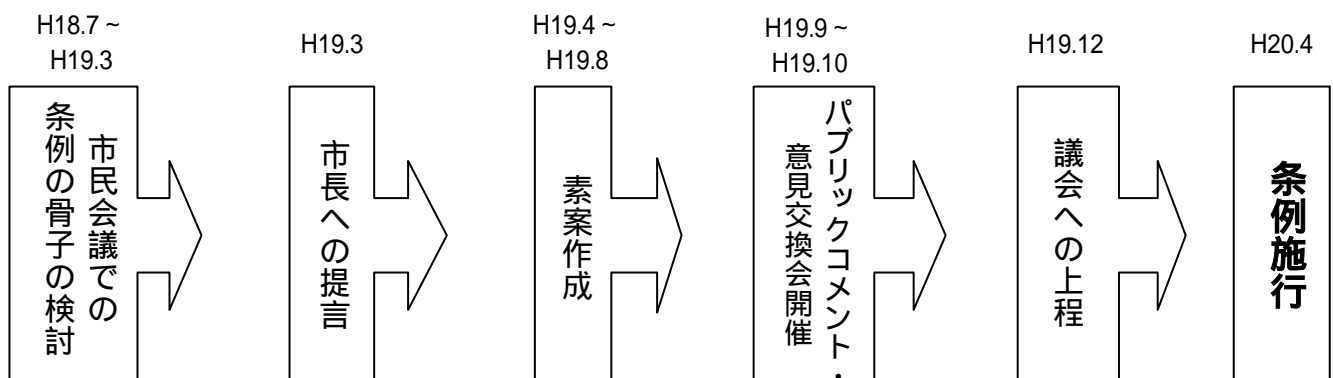 H18.7 ~
H19.3
H19.3
H19.4 ~
H19.8
H19.9 ~
H19.10
H19.12
H20.4
市民会議での
条例の骨子の検討
市長への提言
素案作成
パブリックコメント・
意見交換会開催
議会への上程
条例施行